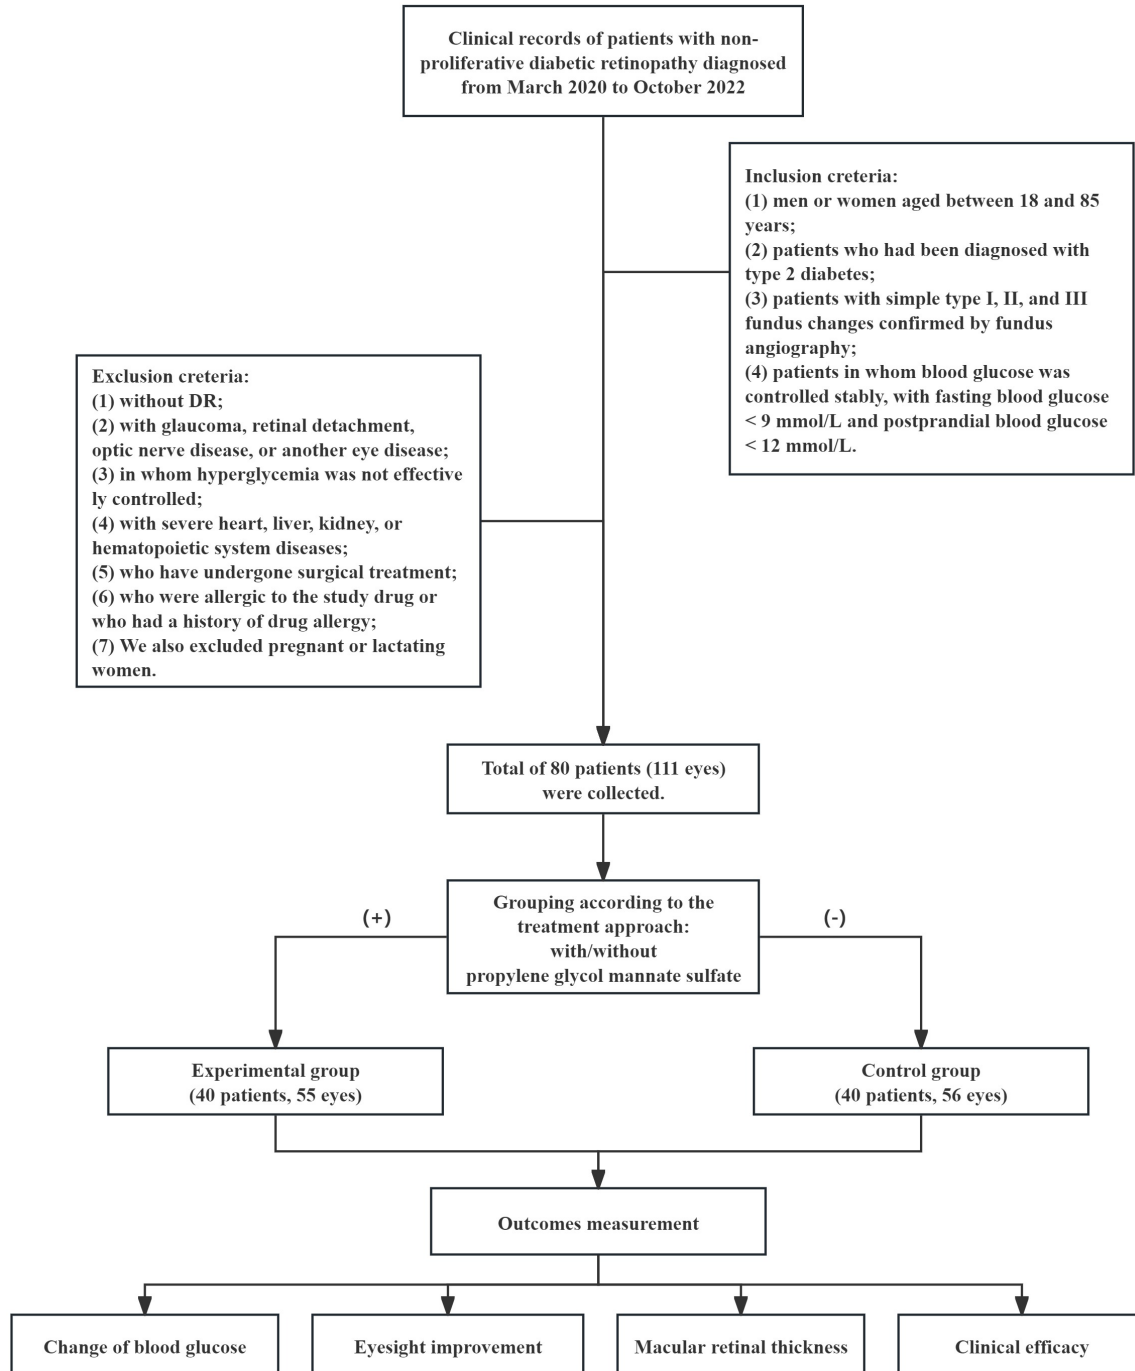 Clinical records of patients with non-
proliferative diabetic retinopathy diagnosed
from March 2020 to October 2022
Inclusion creteria:
(1) men or women aged between 18 and 85
years;
(2) patients who had been diagnosed with
type 2 diabetes;
(3) patients with simple type I, II, and III
fundus changes confirmed by fundus
angiography;
(4) patients in whom blood glucose was
controlled stably, with fasting blood glucose
< 9 mmol/L and postprandial blood glucose
< 12 mmol/L.
Exclusion creteria:
(1) without DR;
(2) with glaucoma, retinal detachment,
optic nerve disease, or another eye disease;
(3) in whom hyperglycemia was not effective
ly controlled;
(4) with severe heart, liver, kidney, or
hematopoietic system diseases;
(5) who have undergone surgical treatment;
(6) who were allergic to the study drug or
who had a history of drug allergy;
(7) We also excluded pregnant or lactating
women.
Total of 80 patients (111 eyes)
were collected.
Grouping according to the
treatment approach:
with/without
propylene glycol mannate sulfate
(+)
(-)
Experimental group
(40 patients, 55 eyes)
Control group
(40 patients, 56 eyes)
Outcomes measurement
Change of blood glucose
Eyesight improvement
Macular retinal thickness
Clinical efficacy